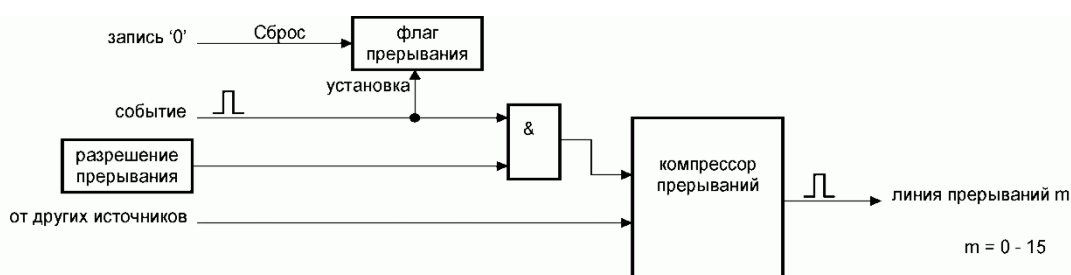 запись ‘0’
Сброс
флаг
прерывания
установка
событие
&
разрешение
прерывания
компрессор
прерываний
линия прерываний m
от других источников
m = 0 - 15